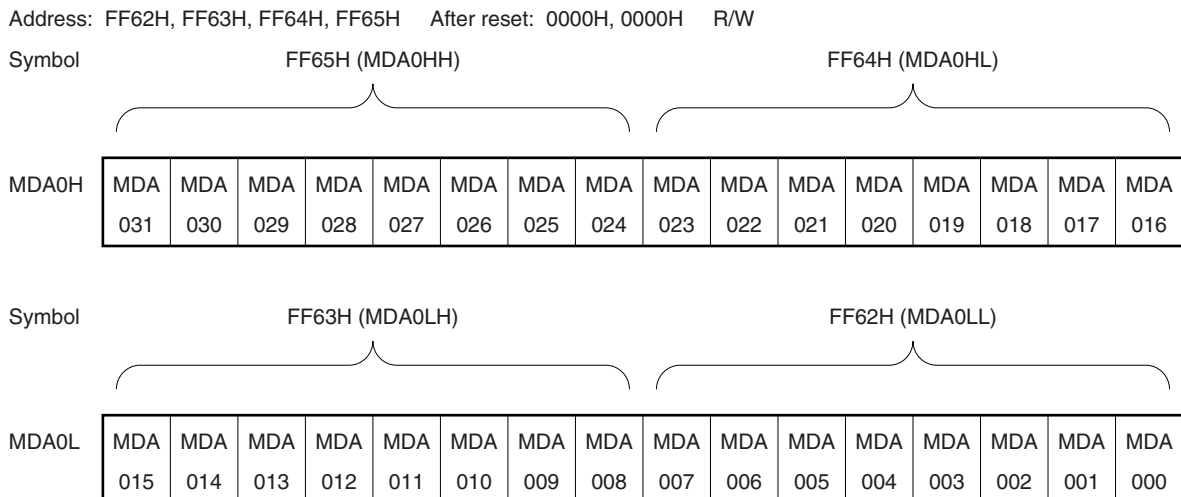 Address: FF62H, FF63H, FF64H, FF65H After reset: 0000H, 0000H R/W
Symbol FF65H (MDA0HH) FF64H (MDA0HL)
MDA0H MDA MDA MDA MDA MDA MDA MDA MDA MDA MDA MDA MDA MDA MDA MDA MDA
031 030 029 028 027 026 025 024 023 022 021 020 019 018 017 016
Symbol FF63H (MDA0LH) FF62H (MDA0LL)
MDA0L MDA MDA MDA MDA MDA MDA MDA MDA MDA MDA MDA MDA MDA MDA MDA MDA
015 014 013 012 011 010 009 008 007 006 005 004 003 002 001 000